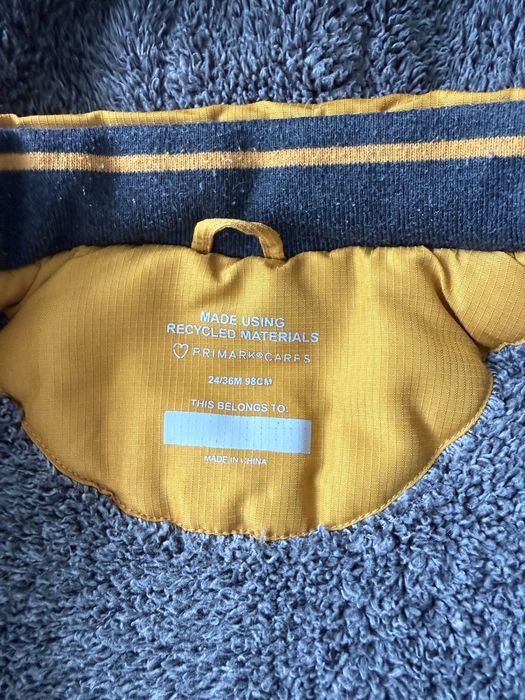 MADE USING
RECYCLED MATERIALS
PRIMARK®CARES
24/36M 98CM
THIS BELONGS TO:
MADE IN CHINA